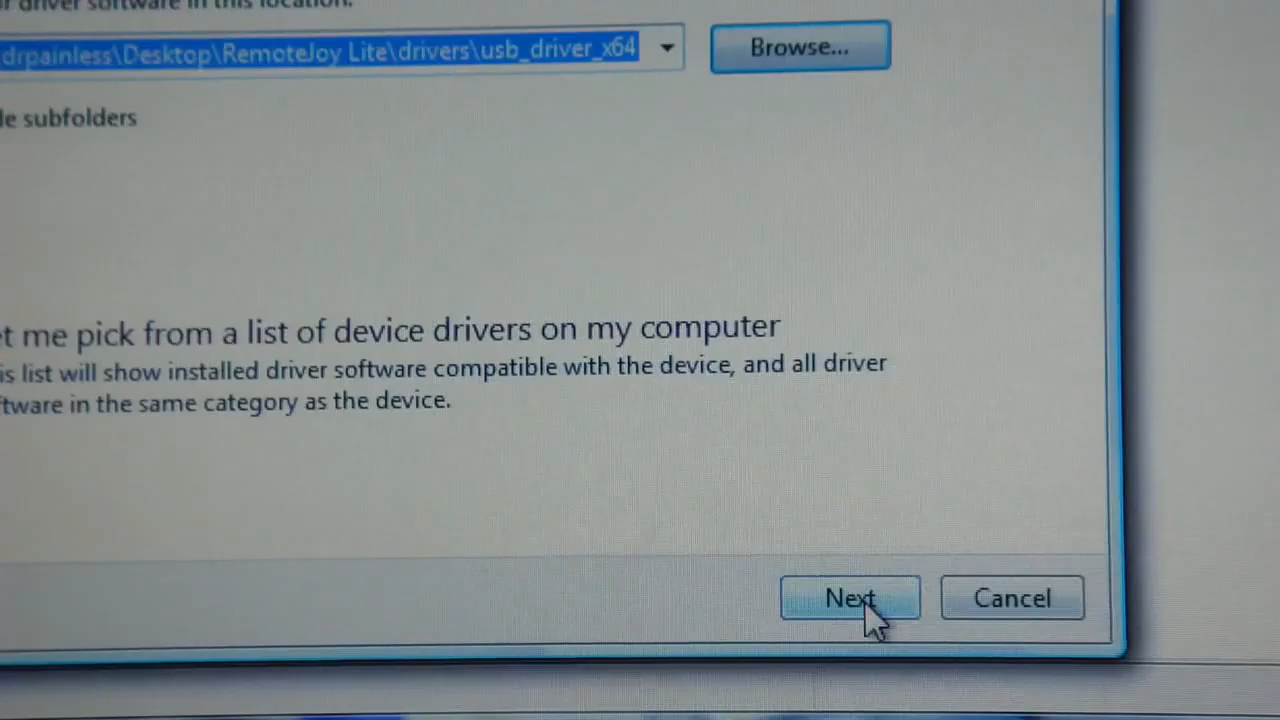 r driver software in this location:
drpainless\Desktop\RemoteJoy Lite\drivers\usb_driver_x64
Browse...
de subfolders
et me pick from a list of device drivers on my computer
is list will show installed driver software compatible with the device, and all driver
ftware in the same category as the device.
Next
Cancel